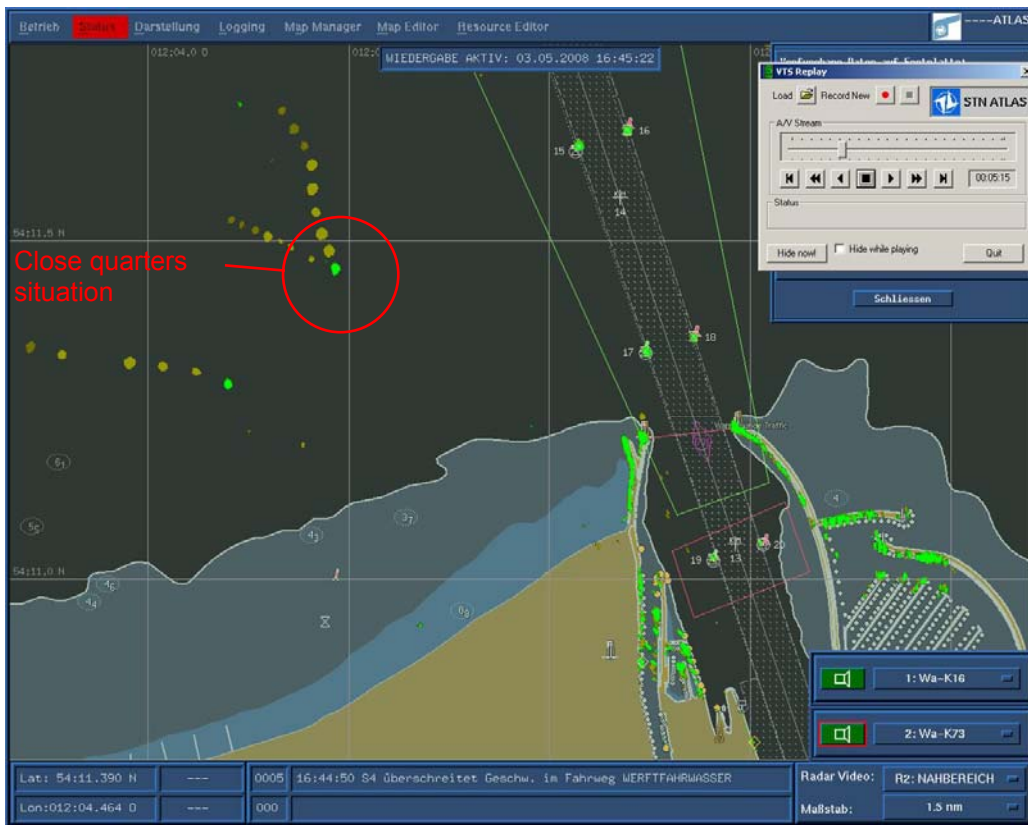 Betrieb Status Darstellung Logging Map Manager Map Editor Resource Editor
----ATLAS
012:04.0 O
WIEDERGABE AKTIV: 03.05.2008 16:45:22
VTS Replay
Load Record New STN ATLAS
A/V Stream
00:05:15
Status
Hide now! Hide while playing Quit
Schliessen
16
15
14
54:11.5 N
Close quarters
situation
17
18
4
54:11.0 N
19
13
20
1: Wa-K16
2: Wa-K73
Lat: 54:11.390 N --- 0005 16:44:50 S4 überschreitet Geschw. im Fahrweg WERFTFAHRWASSER
Radar Video: R2: NAHBEREICH
Lon:012:04.464 O --- 000
Maßstab: 1.5 nm